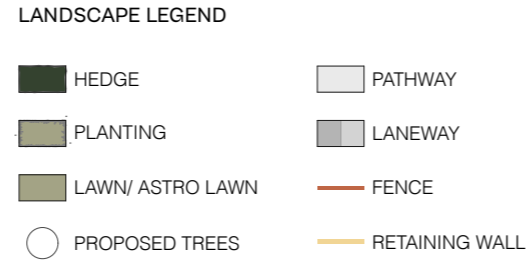 LANDSCAPE LEGEND
HEDGE
PLANTING
LAWN/ ASTRO LAWN
PROPOSED TREES
PATHWAY
LANEWAY
FENCE
RETAINING WALL